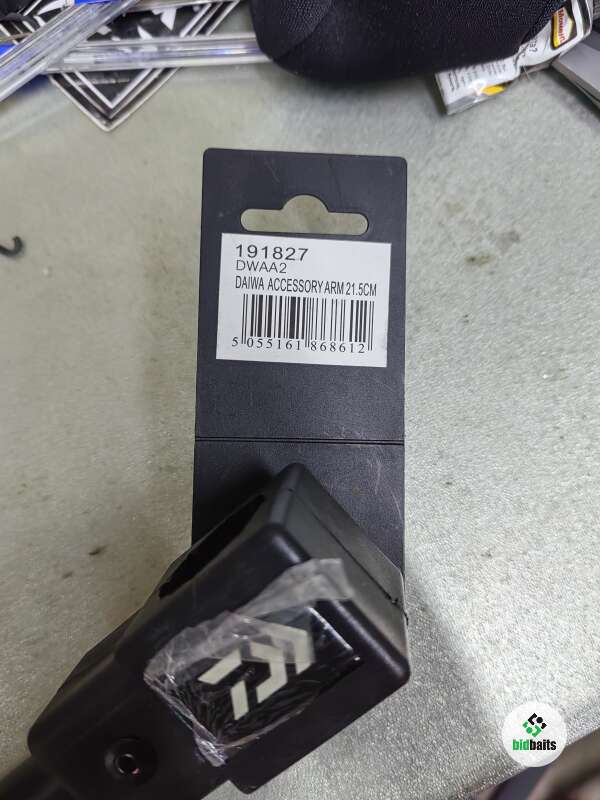 191827
DWAA2
DAIWA ACCESSORY ARM 21.5CM
5 055161 868612
bidbaits